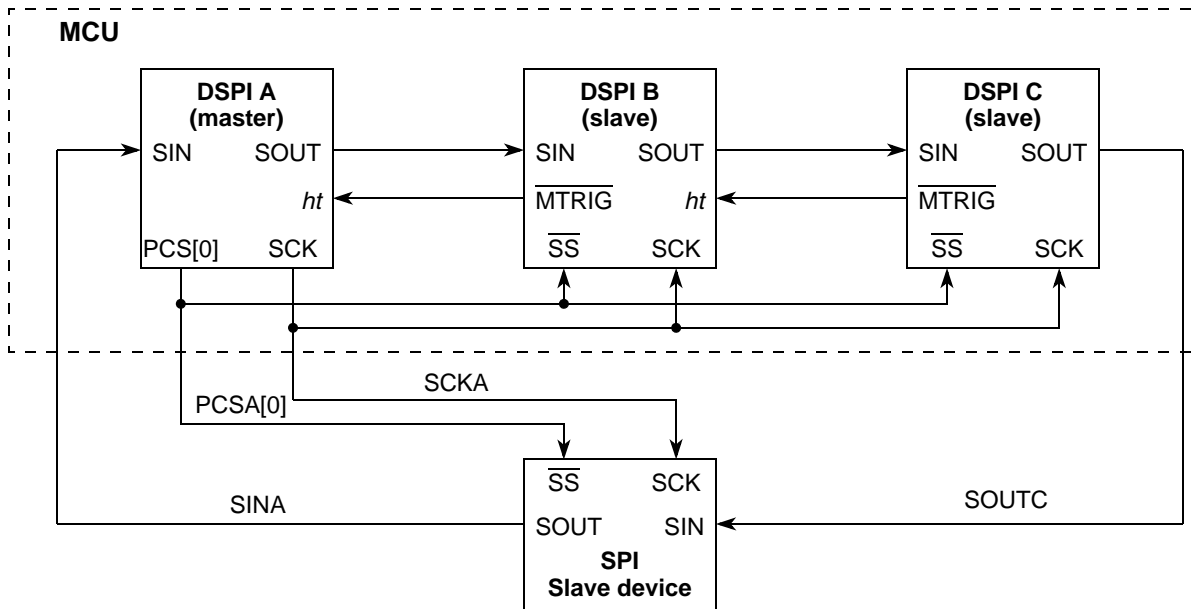 MCU
DSPI A
(master)
SIN SOUT
ht
PCS[0] SCK
DSPI B
(slave)
SIN SOUT
MTRIG ht
SS SCK
DSPI C
(slave)
SIN SOUT
MTRIG
SS SCK
SCKA
PCSA[0]
SINA
SOUTC
SS SCK
SOUT SIN
SPI
Slave device